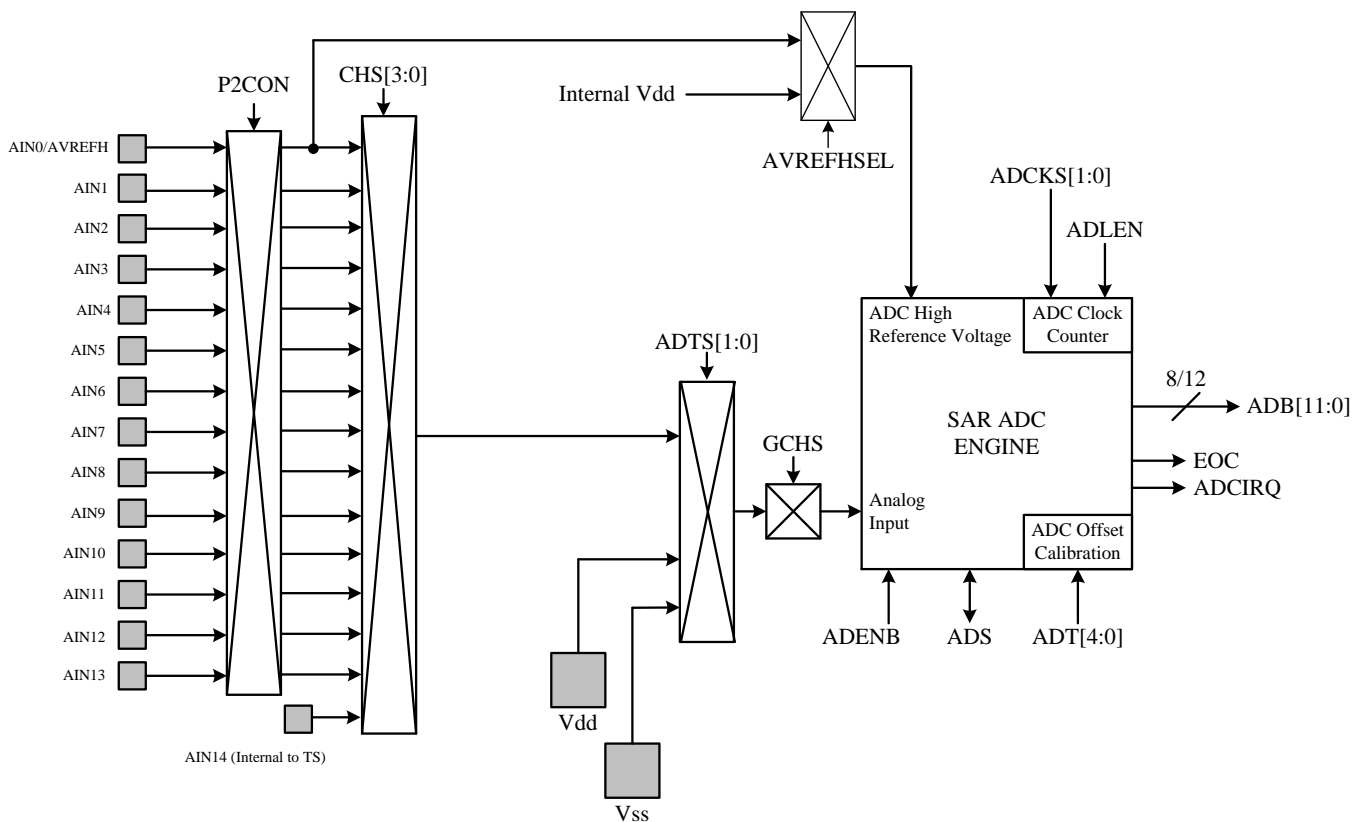 P2CON
CHS[3:0]
Internal Vdd
AVREFHSEL
AIN0/AVREFH
AIN1
AIN2
AIN3
AIN4
AIN5
AIN6
AIN7
AIN8
AIN9
AIN10
AIN11
AIN12
AIN13
AIN14 (Internal to TS)
ADTS[1:0]
GCHS
Vdd
Vss
ADCKS[1:0]
ADLEN
ADC High
Reference Voltage
ADC Clock
Counter
SAR ADC
ENGINE
Analog
Input
ADC Offset
Calibration
8/12
ADB[11:0]
EOC
ADCIRQ
ADENB
ADS
ADT[4:0]